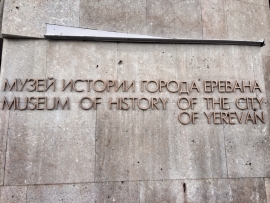 МУЗЕЙ ИСТОРИИ ГОРОДА ЕРЕВАНА
MUSEUM OF HISTORY OF THE CITY
OF YEREVAN